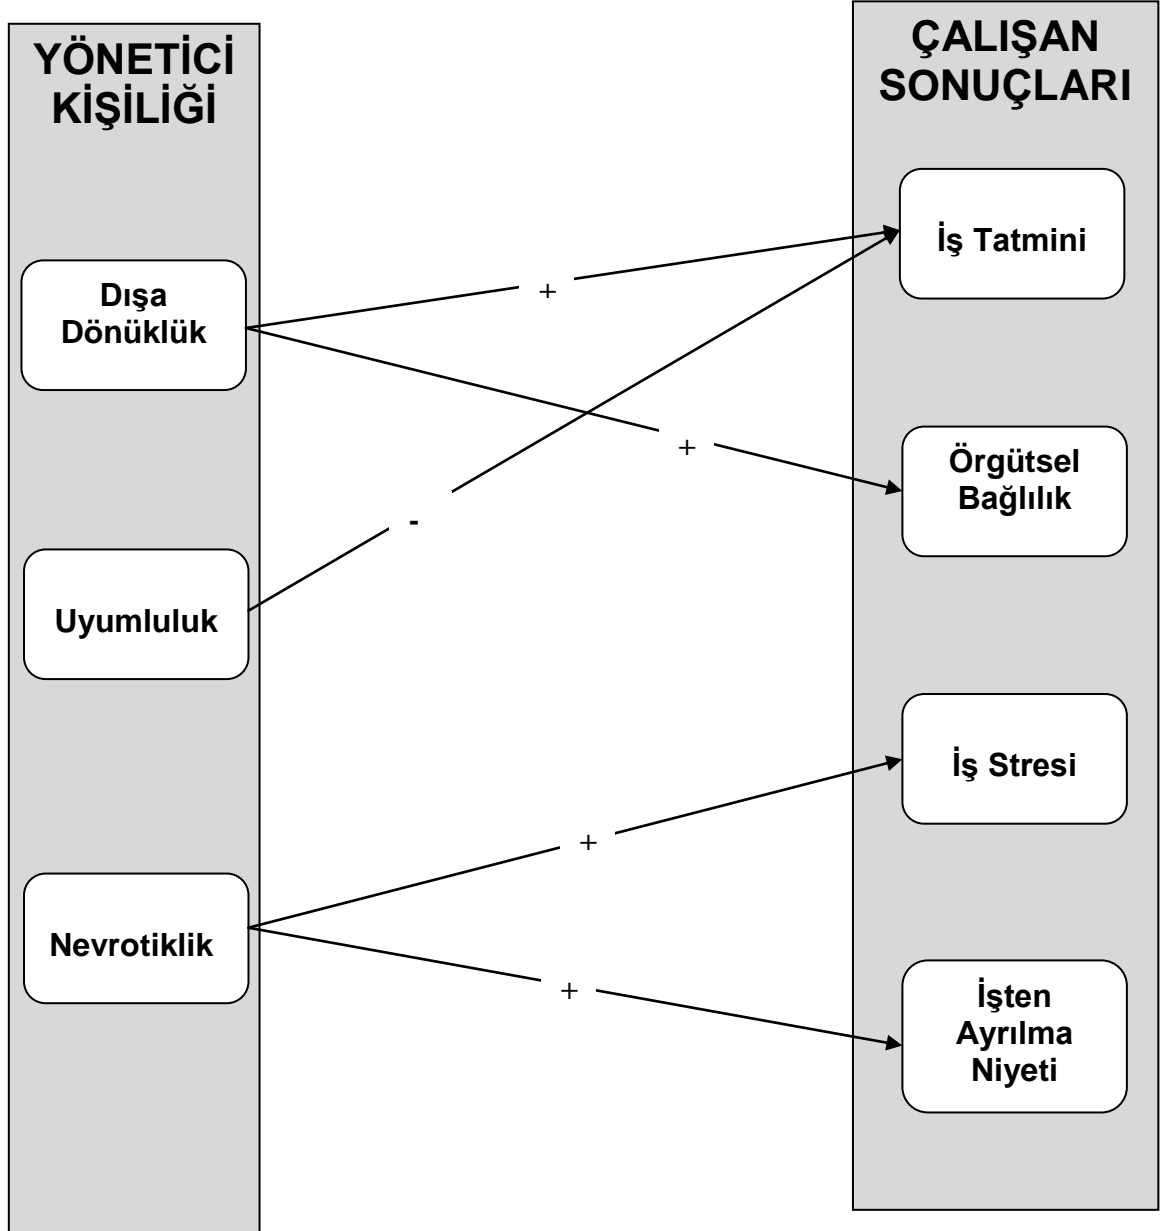 YÖNETİCİ
KİŞİLİĞİ
ÇALIŞAN
SONUÇLARI
Dışa
Dönüklük
Uyumluluk
Nevrotiklik
+
+
-
+
+
İş Tatmini
Örgütsel
Bağlılık
İş Stresi
İşten
Ayrılma
Niyeti